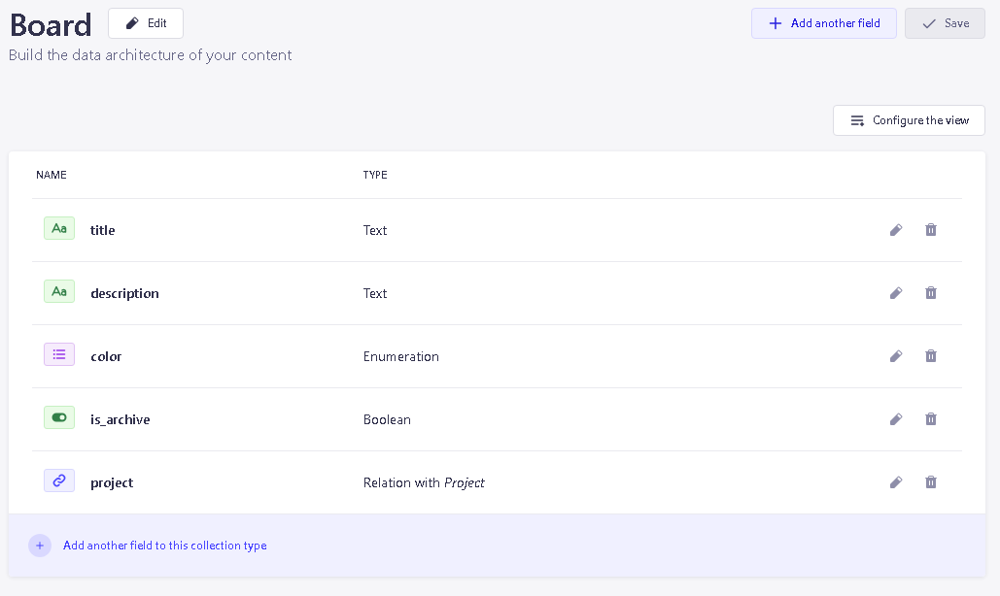 Board
Edit
Add another field
Save
Build the data architecture of your content
Configure the view
NAME TYPE
Aa title Text
Aa description Text
color Enumeration
is_archive Boolean
project Relation with Project
Add another field to this collection type